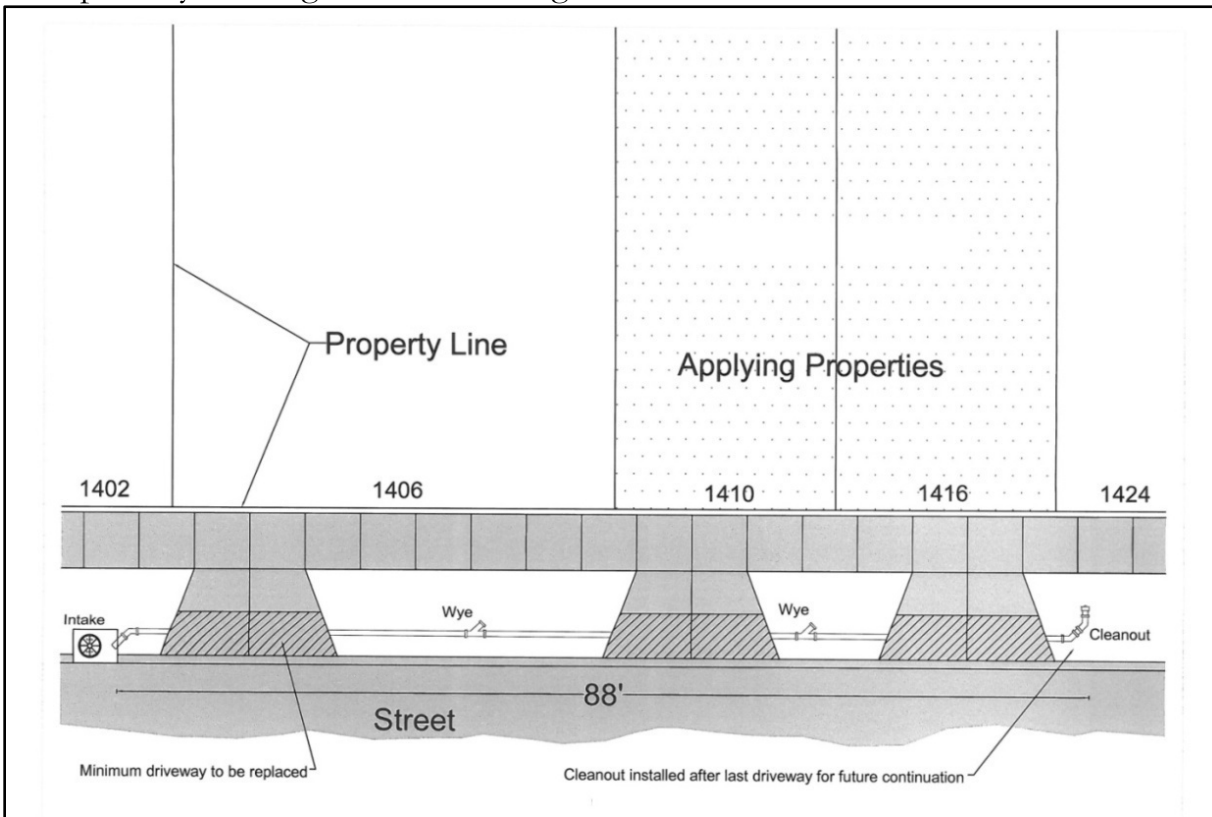 Property Line
Applying Properties
1402
1406
1410
1416
1424
Intake
Wye
Wye
Cleanout
88'
Street
Minimum driveway to be replaced
Cleanout installed after last driveway for future continuation